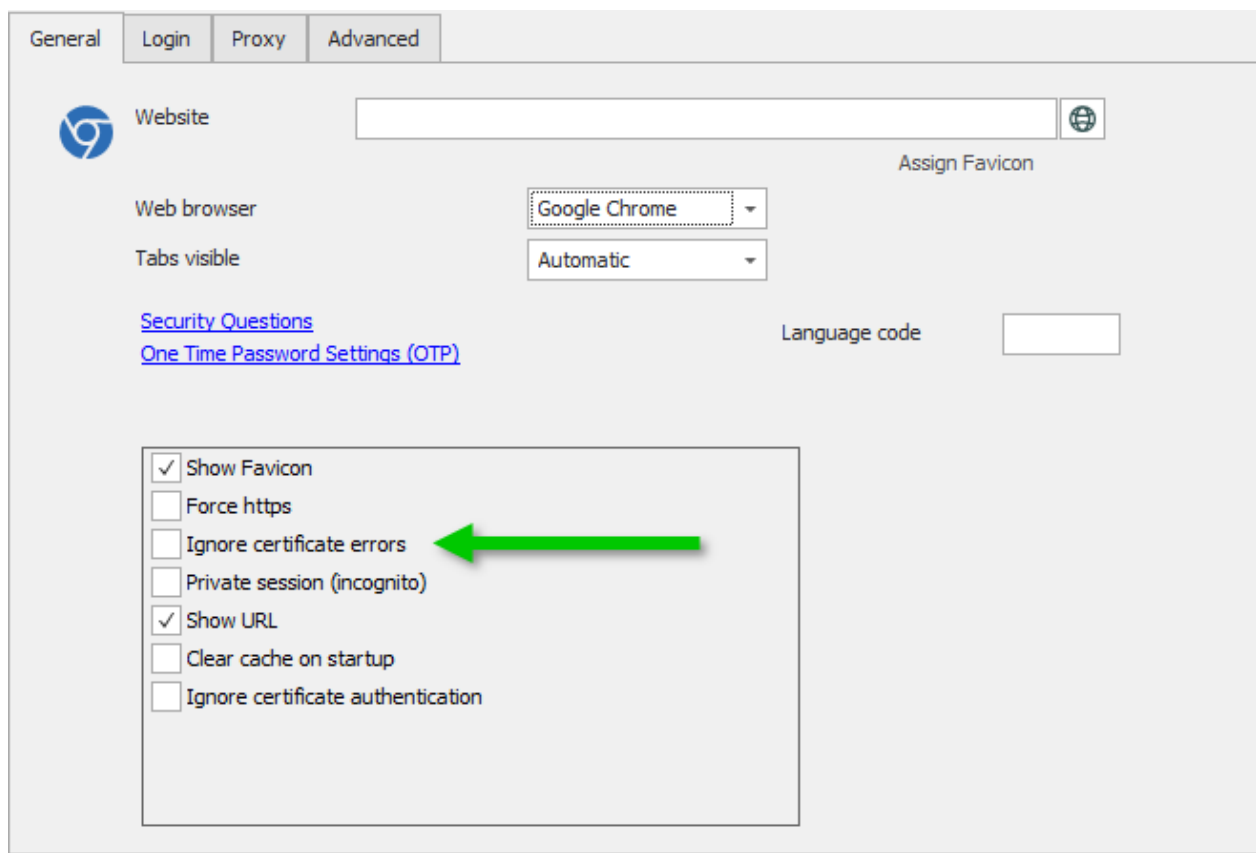 General Login Proxy Advanced
Website
Assign Favicon
Web browser Google Chrome
Tabs visible Automatic
Security Questions
One Time Password Settings (OTP)
Language code
Show Favicon
Force https
Ignore certificate errors
Private session (incognito)
Show URL
Clear cache on startup
Ignore certificate authentication